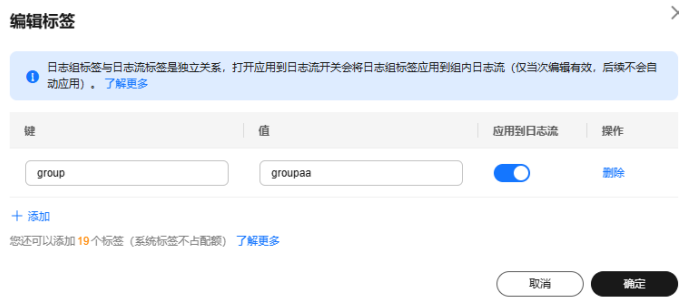 编辑标签
日志组标签与日志流标签是独立关系，打开应用到日志流开关会将日志组标签应用到组内日志流（仅当次编辑有效，后续不会自
动应用）。了解更多
键 值 应用到日志流 操作
group groupaa 删除
添加
您还可以添加 19 个标签（系统标签不占配额） 了解更多
取消 确定